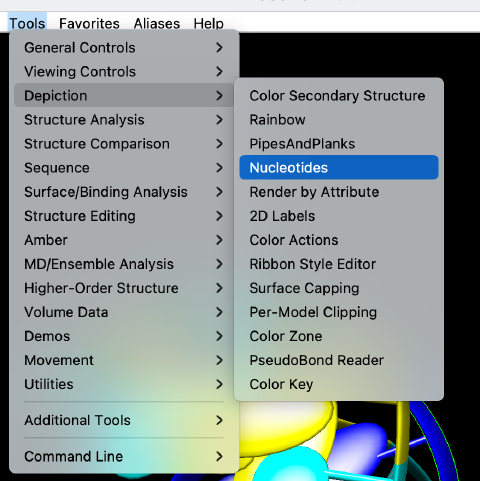 Tools Favorites Aliases Help
General Controls
Viewing Controls
Depiction
Structure Analysis
Structure Comparison
Sequence
Surface/Binding Analysis
Structure Editing
Amber
MD/Ensemble Analysis
Higher-Order Structure
Volume Data
Demos
Movement
Utilities
Additional Tools
Command Line
Color Secondary Structure
Rainbow
PipesAndPlanks
Nucleotides
Render by Attribute
2D Labels
Color Actions
Ribbon Style Editor
Surface Capping
Per-Model Clipping
Color Zone
PseudoBond Reader
Color Key